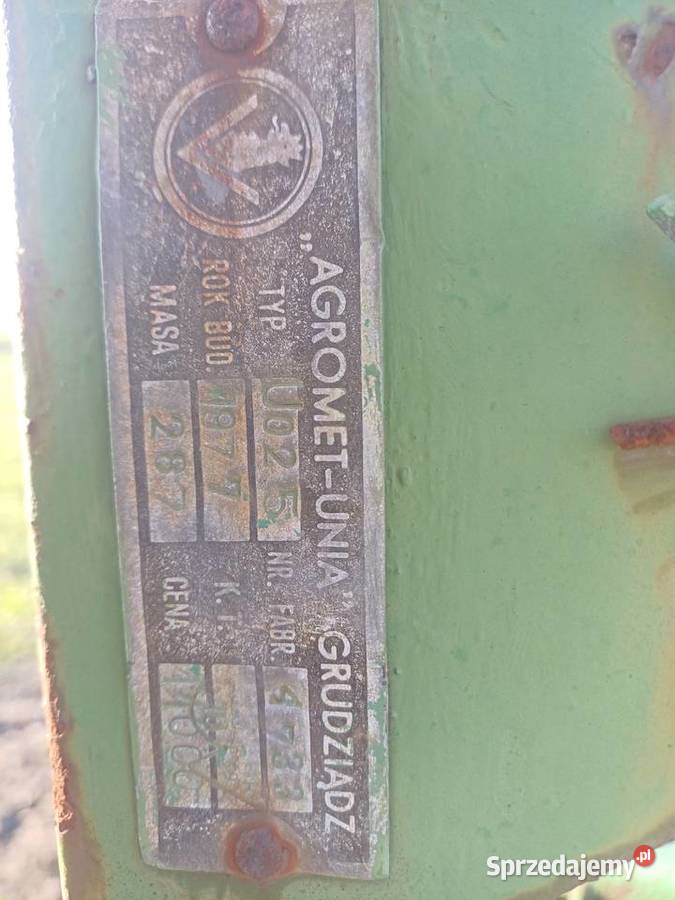 „AGROMET-UNIA” GRUDZIĄDZ
TYP U025 NR. FABR. 4733
ROK BUD. 1977 K.T.
MASA 287 CENA
Sprzedajemy.pl